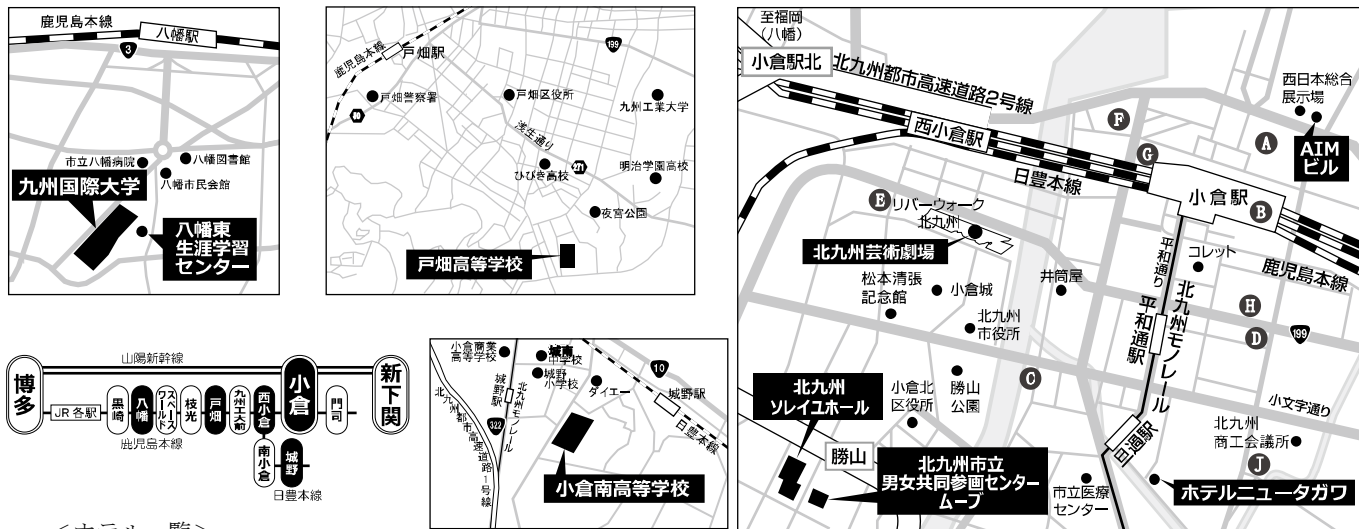 鹿児島本線
八幡駅
3
市立八幡病院
八幡図書館
八幡市民会館
九州国際大学
八幡東
生涯学習
センター
鹿児島本線
戸畑駅
199
戸畑警察署
戸畑区役所
九州工業大学
80
浅生通り
271
ひびき高校
明治学園高校
夜宮公園
戸畑高等学校
至福岡
(八幡)
小倉駅北
北九州都市高速道路2号線
西小倉駅
日豊本線
西日本総合
展示場
AIM
ビル
F
A
G
小倉駅
B
E
リバーウォーク
北九州
北九州芸術劇場
平和通り
コレット
鹿児島本線
松本清張
記念館
小倉城
井筒屋
北九州
市役所
北九州モノレール
平和通駅
H
D
199
C
北九州
ソレイユホール
小倉北
区役所
勝山
公園
小文字通り
旦過駅
北九州
商工会議所
J
勝山
北九州市立
男女共同参画センター
ムーブ
市立医療
センター
ホテルニュータガワ
山陽新幹線
博多
JR各駅
黒崎
八幡
スペースワールド
枝光
戸畑
九州工大前
西小倉
小倉
門司
新下関
鹿児島本線
南小倉
城野
日豊本線
小倉商業
高等学校
城南
中学校
城野
小学校
ダイエー
10
城野駅
城野駅
北九州モノレール
322
北九州都市高速道路1号線
日豊本線
小倉南高等学校